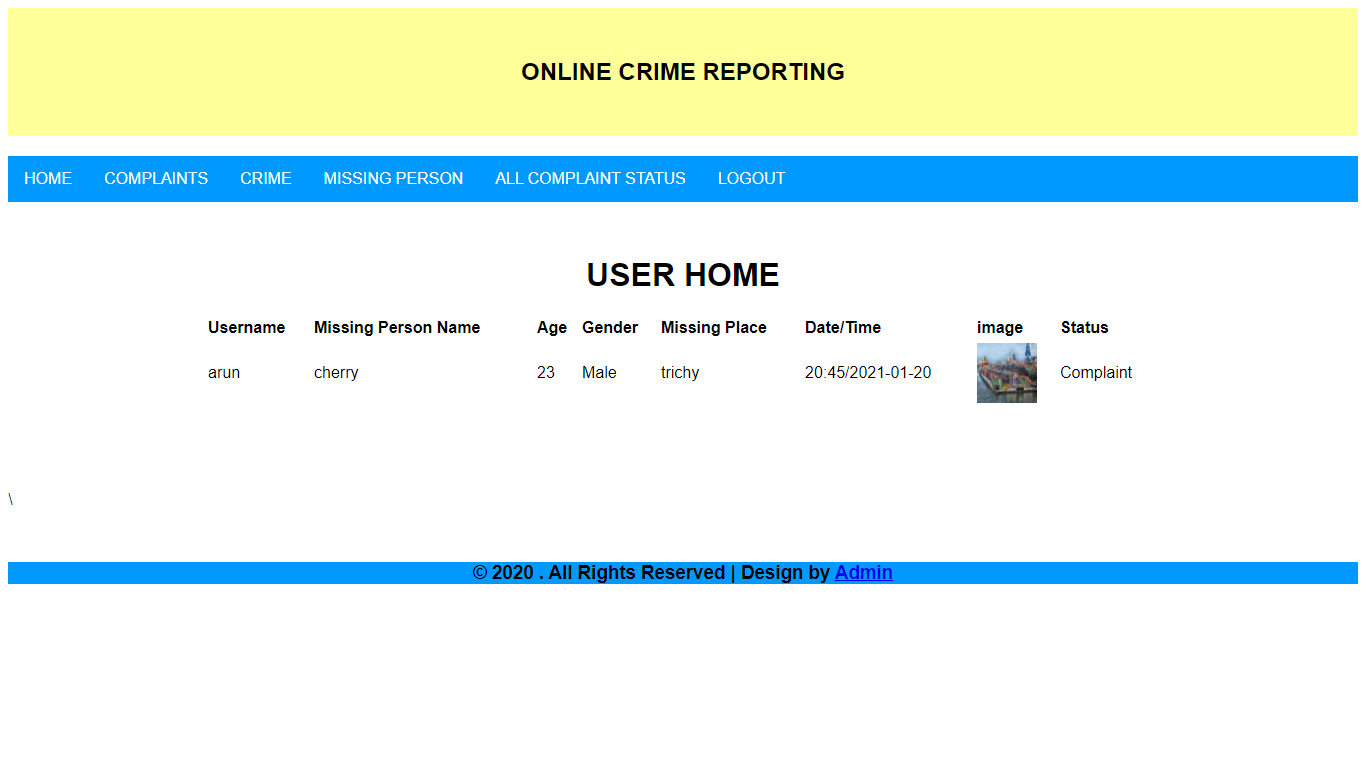 ONLINE CRIME REPORTING
HOME COMPLAINTS CRIME MISSING PERSON ALL COMPLAINT STATUS LOGOUT
USER HOME
Username Missing Person Name Age Gender Missing Place Date/Time image Status
arun cherry 23 Male trichy 20:45/2021-01-20 Complaint
\
© 2020 . All Rights Reserved | Design by Admin